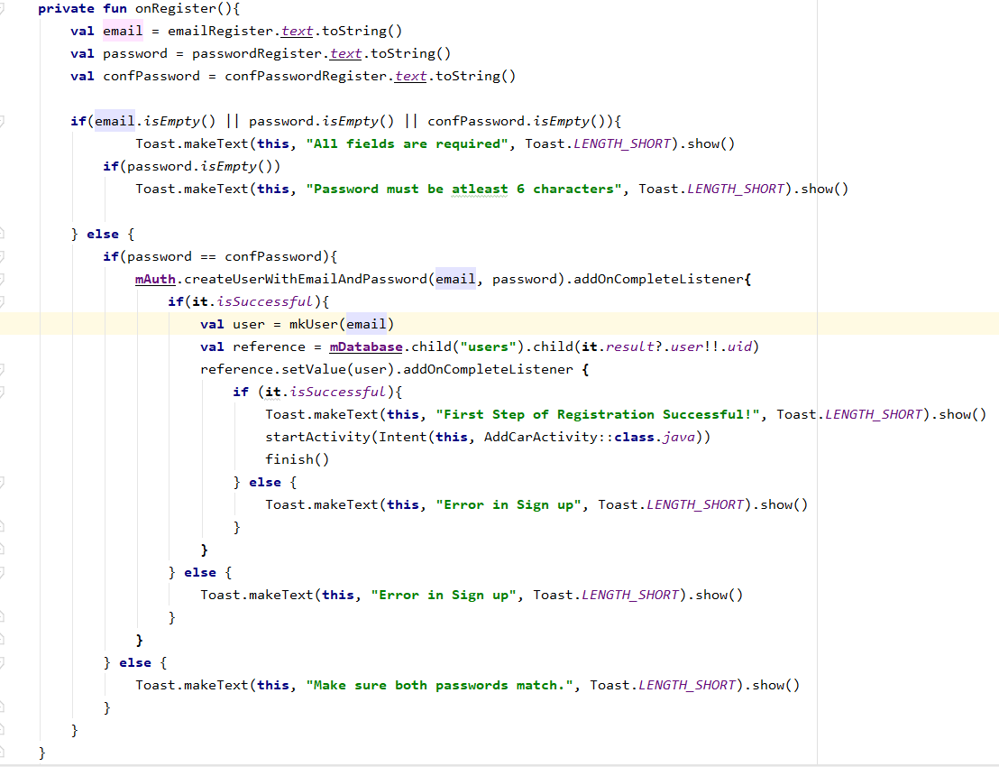 private fun onRegister(){
val email = emailRegister.text.toString()
val password = passwordRegister.text.toString()
val confPassword = confPasswordRegister.text.toString()
if(email.isEmpty() || password.isEmpty() || confPassword.isEmpty()){
Toast.makeText(this, "All fields are required", Toast.LENGTH_SHORT).show()
if(password.isEmpty())
Toast.makeText(this, "Password must be atleast 6 characters", Toast.LENGTH_SHORT).show()
} else {
if(password == confPassword){
mAuth.createUserWithEmailAndPassword(email, password).addOnCompleteListener{
if(it.isSuccessful){
val user = mkUser(email)
val reference = mDatabase.child("users").child(it.result?.user!!.uid)
reference.setValue(user).addOnCompleteListener {
if (it.isSuccessful){
Toast.makeText(this, "First Step of Registration Successful!", Toast.LENGTH_SHORT).show()
startActivity(Intent(this, AddCarActivity::class.java))
finish()
} else {
Toast.makeText(this, "Error in Sign up", Toast.LENGTH_SHORT).show()
}
}
} else {
Toast.makeText(this, "Error in Sign up", Toast.LENGTH_SHORT).show()
}
}
} else {
Toast.makeText(this, "Make sure both passwords match.", Toast.LENGTH_SHORT).show()
}
}
}